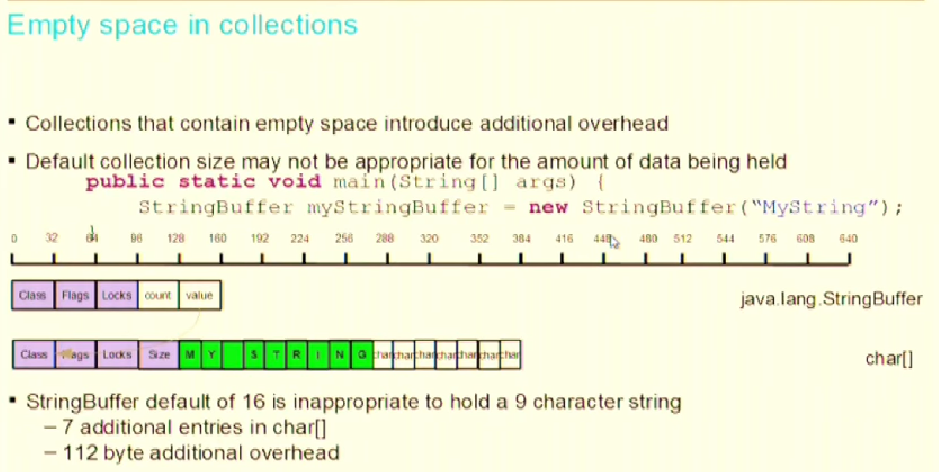 Empty space in collections
▪ Collections that contain empty space introduce additional overhead
▪ Default collection size may not be appropriate for the amount of data being held
public static void main(String[] args) {
StringBuffer myStringBuffer = new StringBuffer(“MyString”);
0 32 64 96 128 160 192 224 256 288 320 352 384 416 448 480 512 544 576 608 640
Class Flags Locks count value java.lang.StringBuffer
Class Flags Locks Size M Y S T R I N G char char char char char char char char[]
▪ StringBuffer default of 16 is inappropriate to hold a 9 character string
– 7 additional entries in char[]
– 112 byte additional overhead